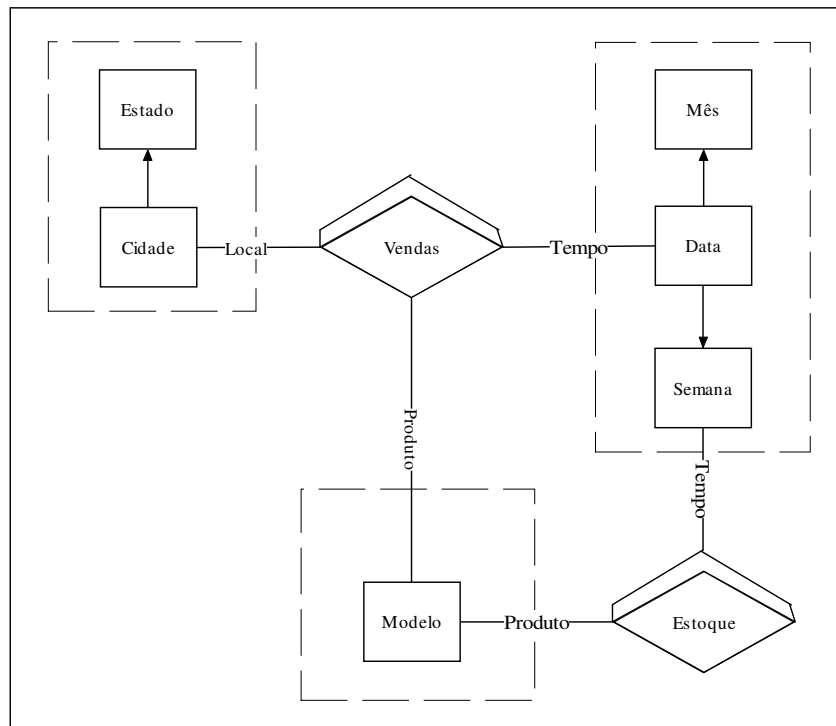 Estado
Mês
Cidade
Local
Vendas
Tempo
Data
Semana
Produto
Tempo
Modelo
Produto
Estoque